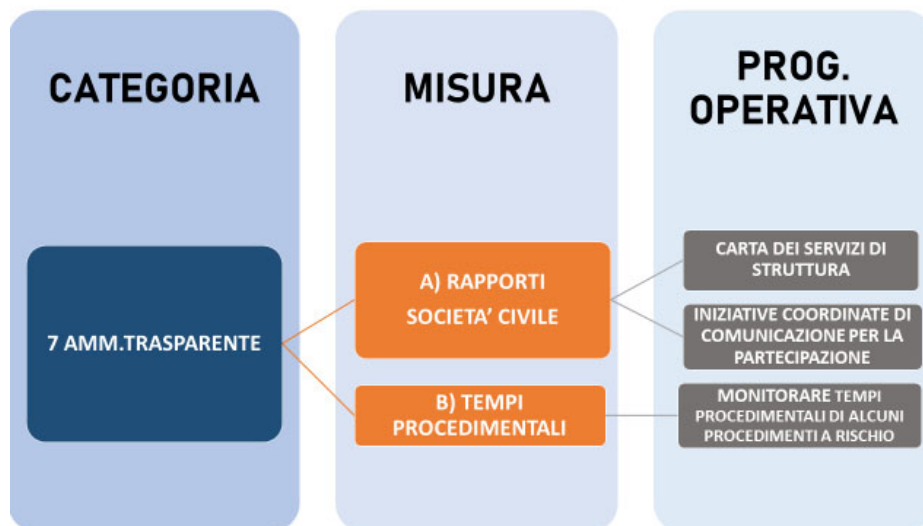 CATEGORIA
MISURA
PROG.
OPERATIVA
7 AMM.TRASPARENTE
A) RAPPORTI
SOCIETA’ CIVILE
B) TEMPI
PROCEDIMENTALI
CARTA DEI SERVIZI DI
STRUTTURA
INIZIATIVE COORDINATE DI
COMUNICAZIONE PER LA
PARTECIPAZIONE
MONITORARE TEMPI
PROCEDIMENTALI DI ALCUNI
PROCEDIMENTI A RISCHIO